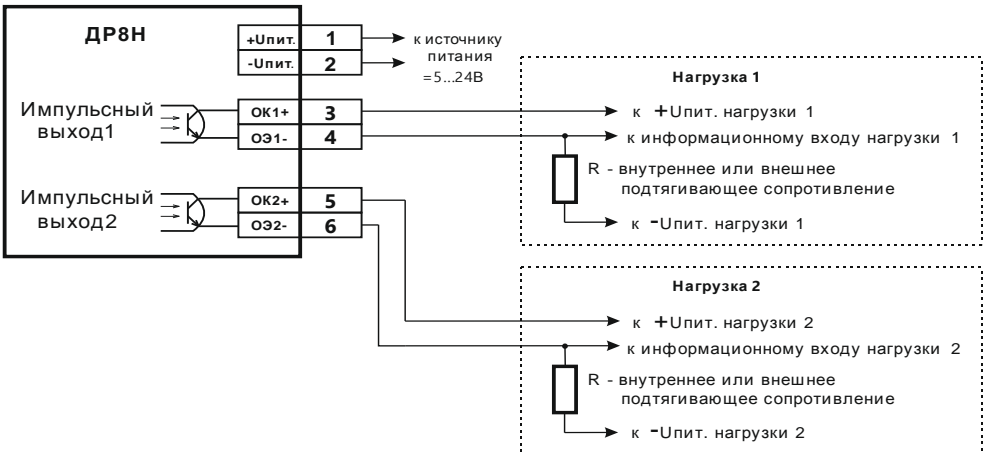 ДР8Н
+Uпит. 1
-Uпит. 2
к источнику
питания
=5...24В
Импульсный
выход1
ОК1+ 3
ОЭ1- 4
Импульсный
выход2
ОК2+ 5
ОЭ2- 6
Нагрузка 1
к +Uпит. нагрузки 1
к информационному входу нагрузки 1
R - внутреннее или внешнее
подтягивающее сопротивление
к -Uпит. нагрузки 1
Нагрузка 2
к +Uпит. нагрузки 2
к информационному входу нагрузки 2
R - внутреннее или внешнее
подтягивающее сопротивление
к -Uпит. нагрузки 2